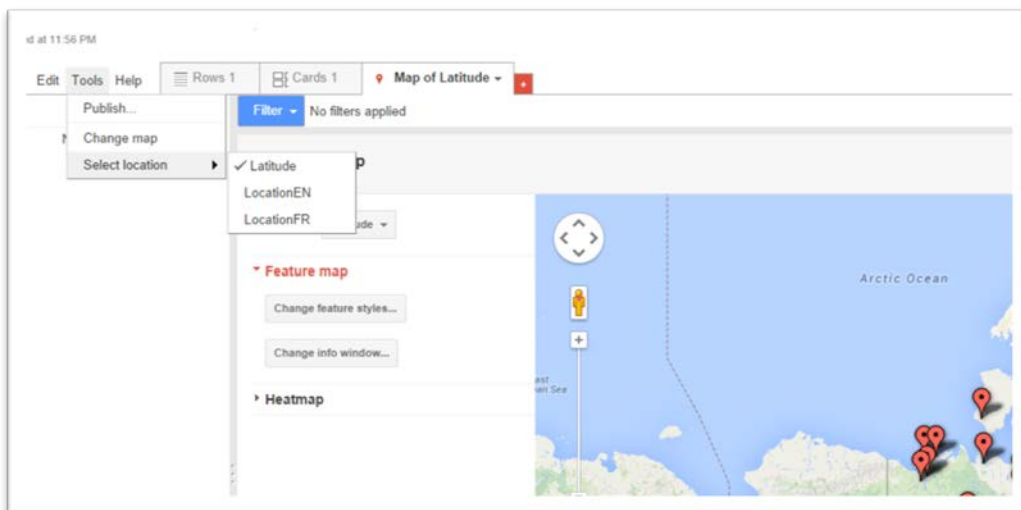 d at 11:56 PM
Edit Tools Help Rows 1 Cards 1 Map of Latitude +
Publish...
Filter No filters applied
Change map
Select location
Latitude
LocationEN
LocationFR
Feature map
Change feature styles...
Change info window...
Heatmap
Arctic Ocean